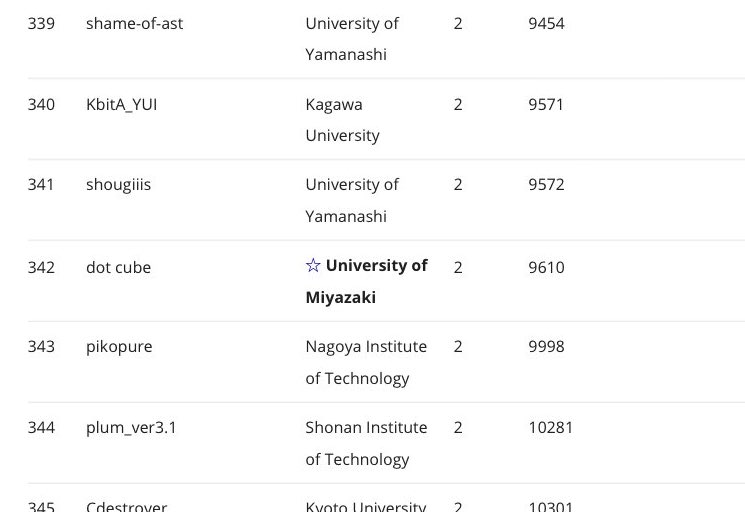 339 shame-of-ast University of 2 9454
Yamanashi
340 KbitA_YUI Kagawa 2 9571
University
341 shougiiis University of 2 9572
Yamanashi
342 dot cube ☆ University of 2 9610
Miyazaki
343 pikopure Nagoya Institute 2 9998
of Technology
344 plum_ver3.1 Shonan Institute 2 10281
of Technology
345 Cdestroyer Kyoto University 2 10301